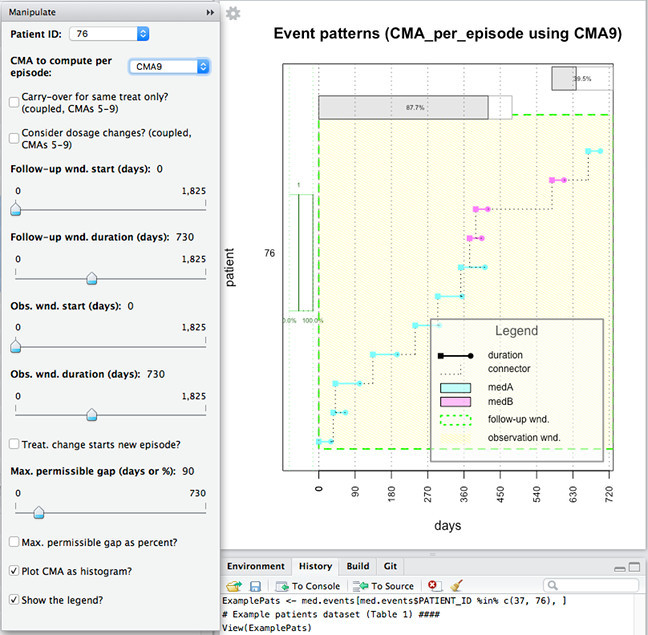 Manipulate
Patient ID: 76
CMA to compute per
episode: CMA9
Carry-over for same treat only?
(coupled, CMAs 5-9)
Consider dosage changes? (coupled,
CMAs 5-9)
Follow-up wnd. start (days): 0
0 1,825
Follow-up wnd. duration (days): 730
0 1,825
Obs. wnd. start (days): 0
0 1,825
Obs. wnd. duration (days): 730
0 1,825
Treat. change starts new episode?
Max. permissible gap (days or %): 90
0 730
Max. permissible gap as percent?
Plot CMA as histogram?
Show the legend?
Event patterns (CMA_per_episode using CMA9)
39.5%
87.7%
1
patient
76
0.0% 100.0%
Legend
duration
connector
medA
medB
follow-up wnd.
observation wnd.
0 90 180 270 360 450 540 630 720
days
Environment History Build Git
To Console To Source
ExamplePats <- med.events[med.events$PATIENT_ID %in% c(37, 76), ]
# Example patients dataset (Table 1) ####
View(ExamplePats)